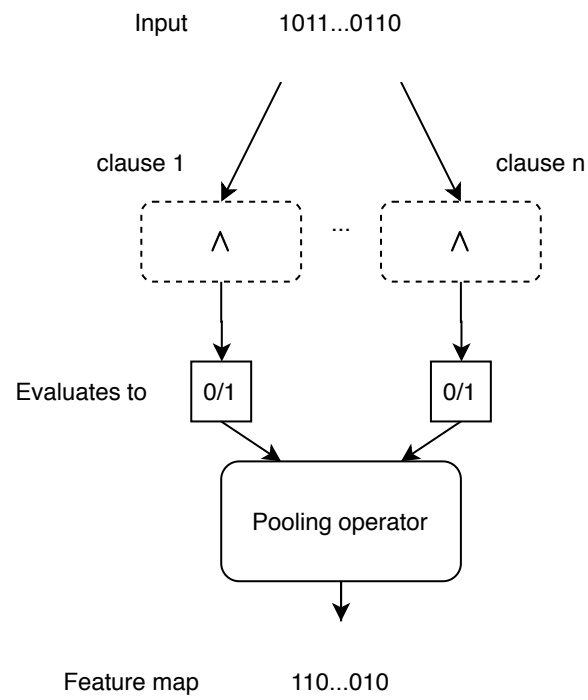 Input 1011...0110
clause 1 clause n
∧ ... ∧
Evaluates to 0/1 0/1
Pooling operator
Feature map 110...010